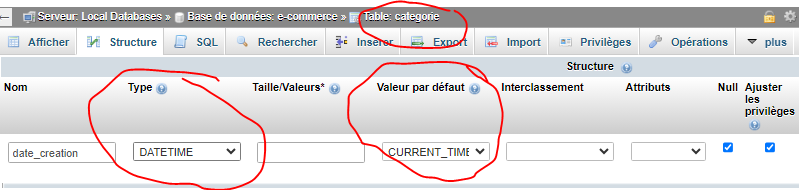 Serveur: Local Databases » Base de données: e-commerce » Table: categorie
Afficher Structure SQL Rechercher Insérer Export Import Privilèges Opérations plus
Structure
Nom Type Taille/Valeurs* Valeur par défaut Interclassement Attributs Null Ajuster les privilèges
date_creation DATETIME CURRENT_TIME